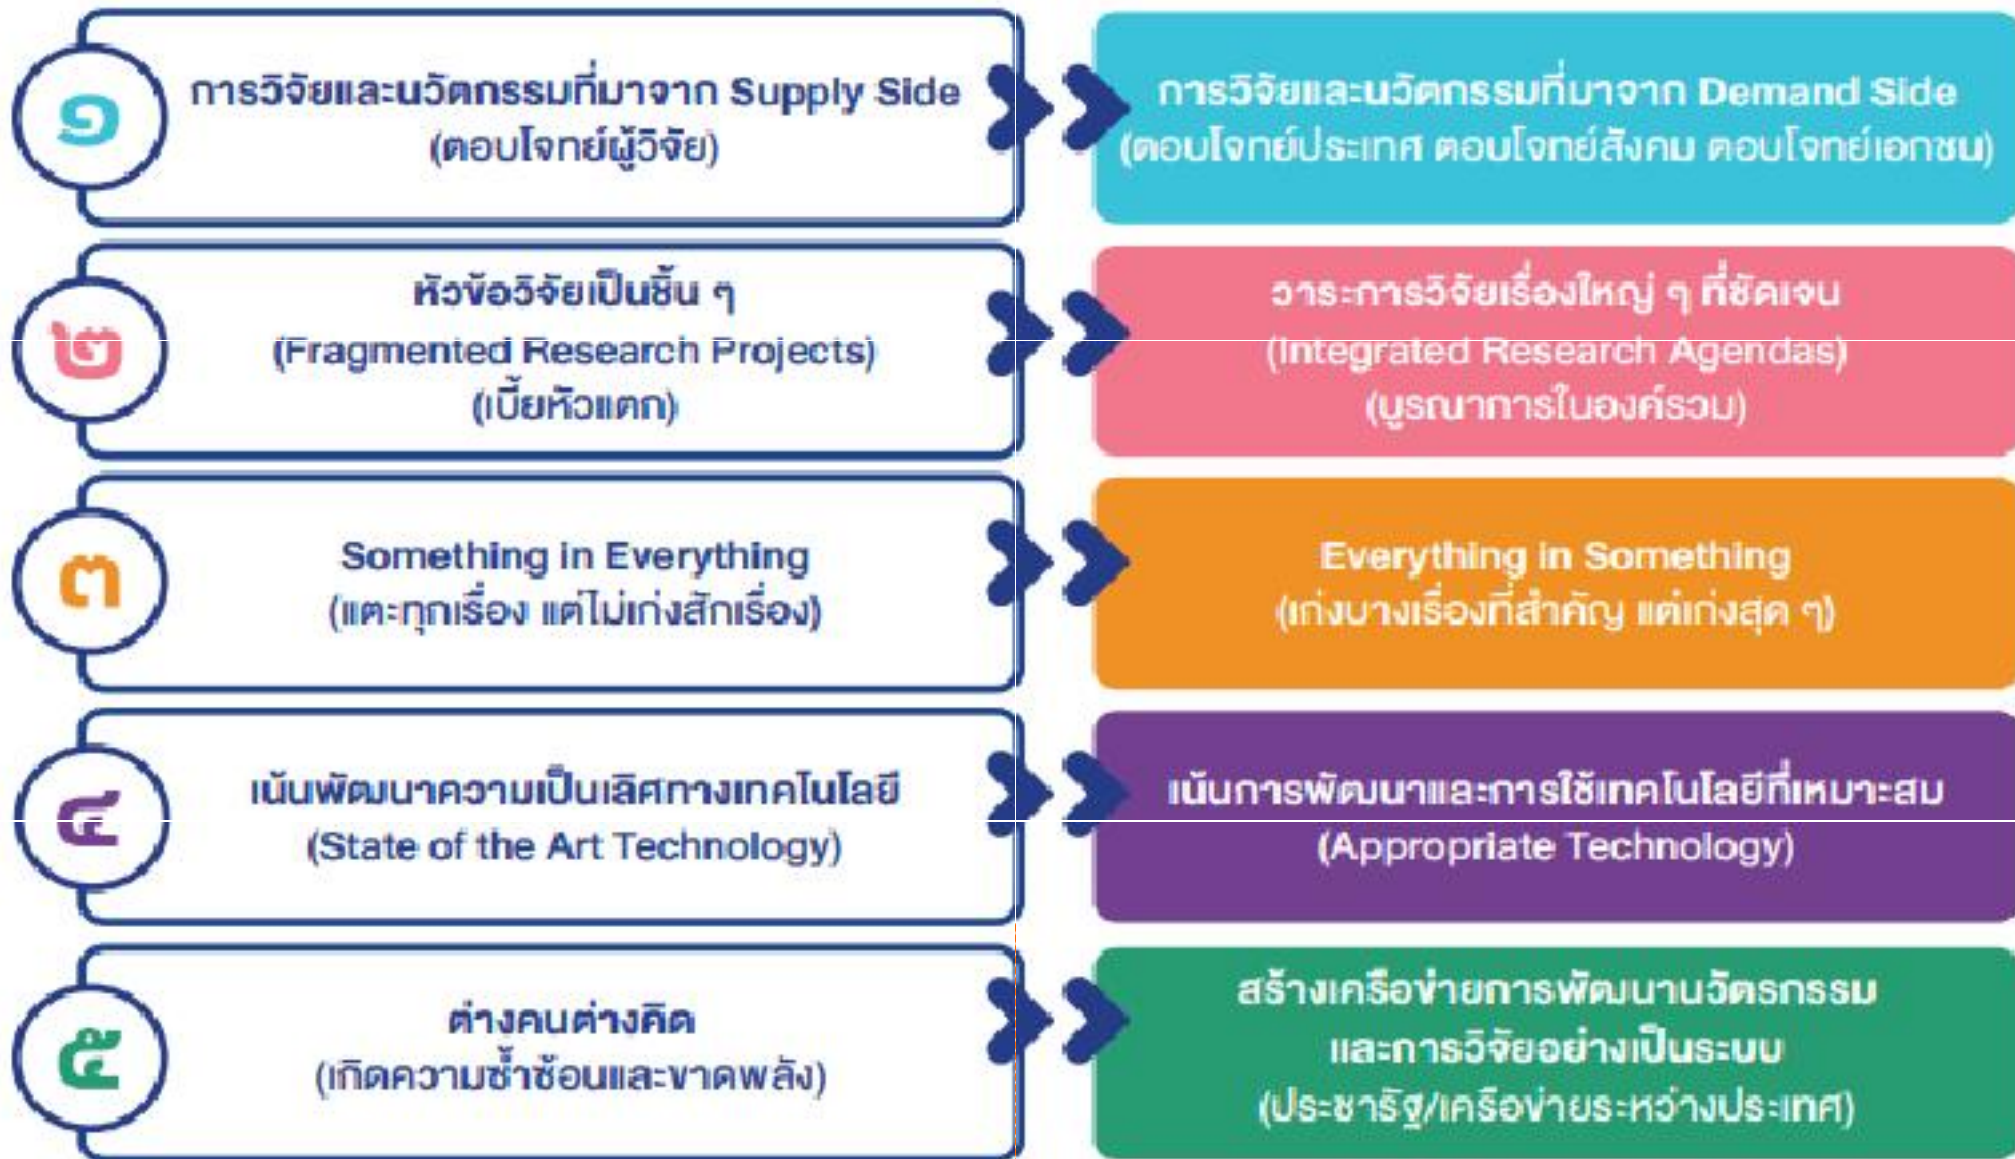 ๑
การวิจัยและนวัตกรรมที่มาจาก Supply Side
(ตอบโจทย์ผู้วิจัย)
การวิจัยและนวัตกรรมที่มาจาก Demand Side
(ตอบโจทย์ประเทศ ตอบโจทย์สังคม ตอบโจทย์เอกชน)
๒
หัวข้อวิจัยเป็นชิ้น ๆ
(Fragmented Research Projects)
(เบี้ยหัวแตก)
วาระการวิจัยเรื่องใหญ่ ๆ ที่ชัดเจน
(Integrated Research Agendas)
(บูรณาการในองค์รวม)
๓
Something in Everything
(แตะทุกเรื่อง แต่ไม่เก่งสักเรื่อง)
Everything in Something
(เก่งบางเรื่องที่สำคัญ แต่เก่งสุด ๆ)
๔
เน้นพัฒนาความเป็นเลิศทางเทคโนโลยี
(State of the Art Technology)
เน้นการพัฒนาและการใช้เทคโนโลยีที่เหมาะสม
(Appropriate Technology)
๕
ต่างคนต่างคิด
(เกิดความซ้ำซ้อนและขาดพลัง)
สร้างเครือข่ายการพัฒนานวัตรกรรม
และการวิจัยอย่างเป็นระบบ
(ประชารัฐ/เครือข่ายระหว่างประเทศ)